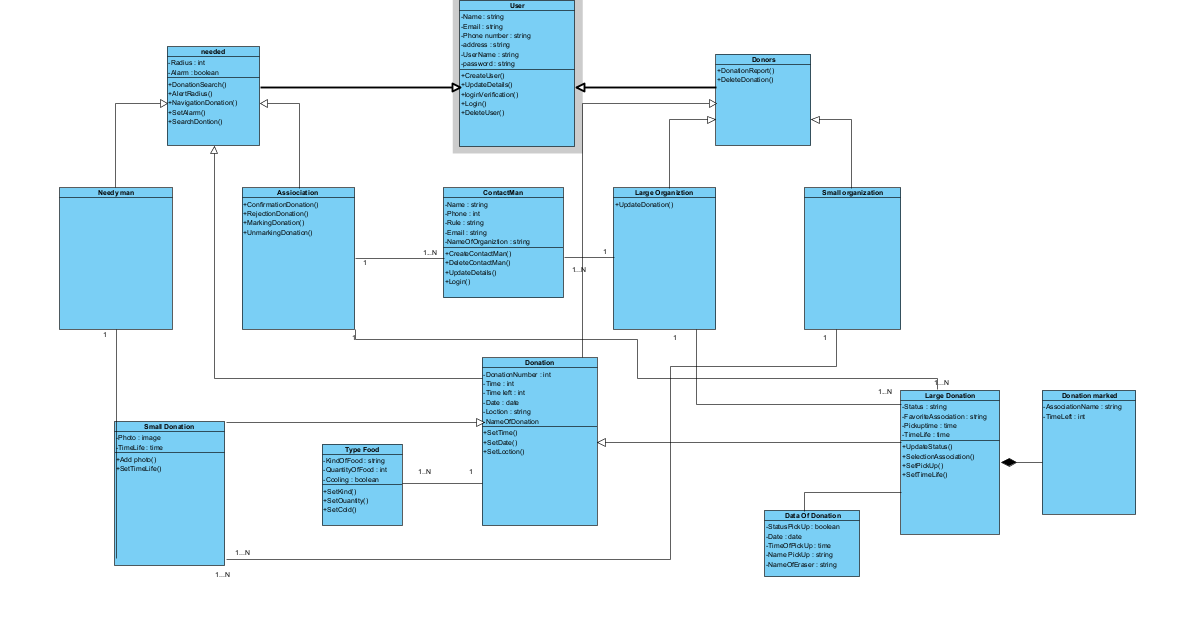 User
-Name : string
-Email : string
-Phone number : string
-address : string
-UserName : string
-password : string
+CreateUser()
+UpdateDetails()
+loginVerification()
+Login()
+DeleteUser()
needed
-Radius : int
-Alarm : boolean
+DonationSearch()
+AlertRadius()
+NavigationDonation()
+SetAlarm()
+SearchDontion()
Donors
+DonationReport()
+DeleteDonation()
Needy man
Assiociation
+ConfirmationDonation()
+RejectionDonation()
+MarkingDonation()
+UnmarkingDonation()
ContactMan
-Name : string
-Phone : int
-Rule : string
-Email : string
-NameOfOrganiztion : string
+CreateContactMan()
+DeleteContactMan()
+UpdateDetails()
+Login()
Large Organiztion
+UpdateDonation()
Small organization
1
1...N
1...N
1
1
1
1
1
Donation
-DonationNumber : int
-Time : int
-Time left : int
-Date : date
-Loction : string
-NameOfDonation
+SetTime()
+SetDate()
+SetLoction()
1...N
1...N
Large Donation
-Status : string
-FavoriteAssociation : string
-Pickuptime : time
-TimeLife : time
+UpdateStatus()
+SelectionAssociation()
+SetPickUp()
+SetTimeLife()
Donation marked
-AssociationName : string
-TimeLeft : int
Small Donation
-Photo : image
-TimeLife : time
+Add photo()
+SetTimeLife()
Type Food
-KindOfFood : string
-QuantityOfFood : int
-Cooling : boolean
+SetKind()
+SetQuantity()
+SetCold()
1...N
1
Data Of Donation
-StatusPickUp : boolean
-Date : date
-TimeOfPickUp : time
-Name PickUp : string
-NameOfEraser : string
1...N
1...N